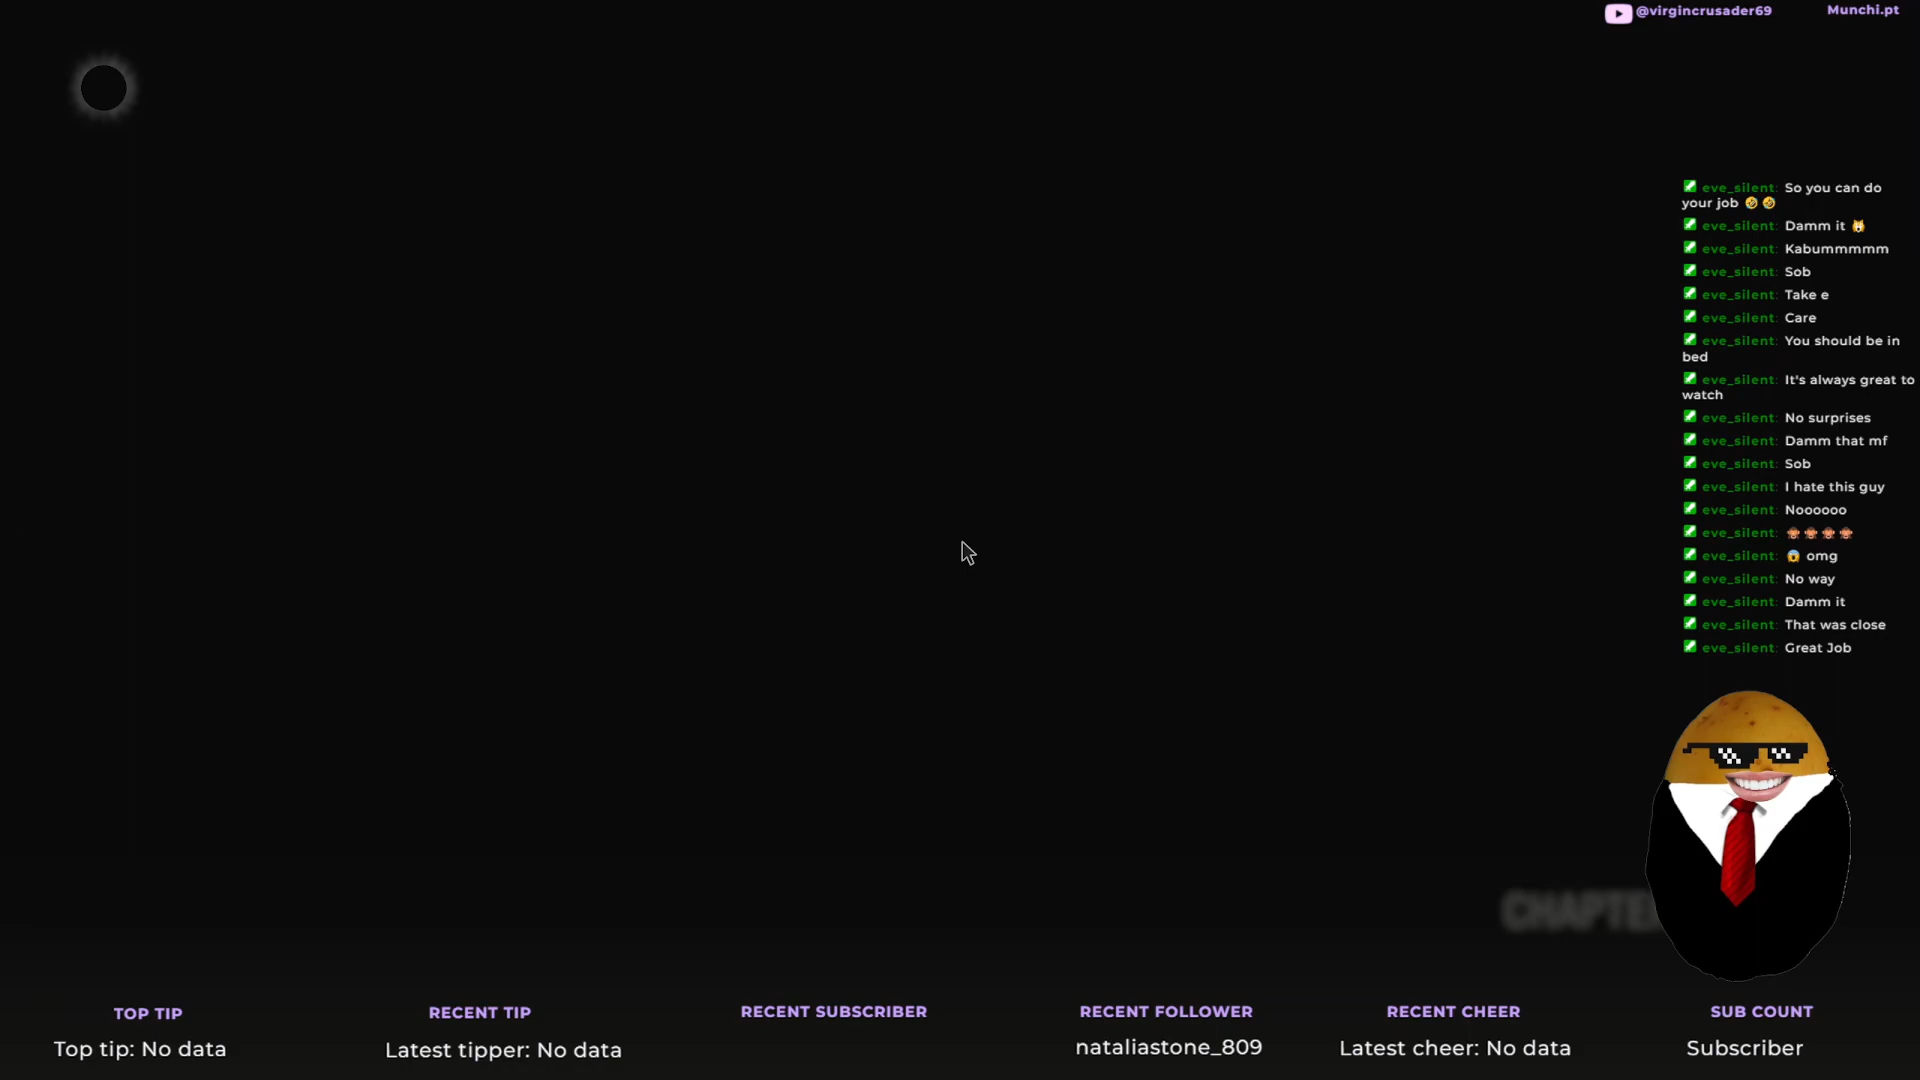 @virgincrusader69 Munchi.pt
eve_silent: So you can do
your job 🤣 🤣
eve_silent: Damm it 🙀
eve_silent: Kabummmmm
eve_silent: Sob
eve_silent: Take e
eve_silent: Care
eve_silent: You should be in
bed
eve_silent: It's always great to
watch
eve_silent: No surprises
eve_silent: Damm that mf
eve_silent: Sob
eve_silent: I hate this guy
eve_silent: Noooooo
eve_silent: 🙊 🙊 🙊 🙊
eve_silent: 😱 omg
eve_silent: No way
eve_silent: Damm it
eve_silent: That was close
eve_silent: Great Job
TOP TIP
Top tip: No data
RECENT TIP
Latest tipper: No data
RECENT SUBSCRIBER
RECENT FOLLOWER
nataliastone_809
RECENT CHEER
Latest cheer: No data
SUB COUNT
Subscriber